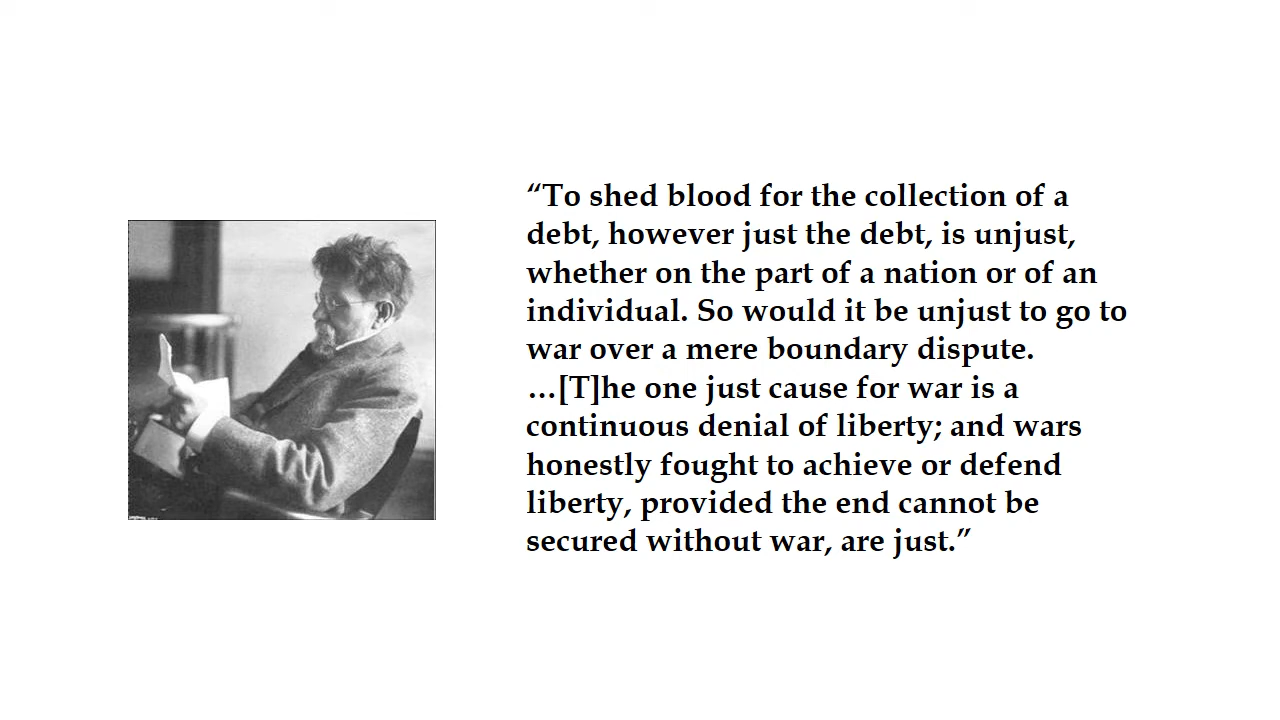 “To shed blood for the collection of a
debt, however just the debt, is unjust,
whether on the part of a nation or of an
individual. So would it be unjust to go to
war over a mere boundary dispute.
…[T]he one just cause for war is a
continuous denial of liberty; and wars
honestly fought to achieve or defend
liberty, provided the end cannot be
secured without war, are just.”